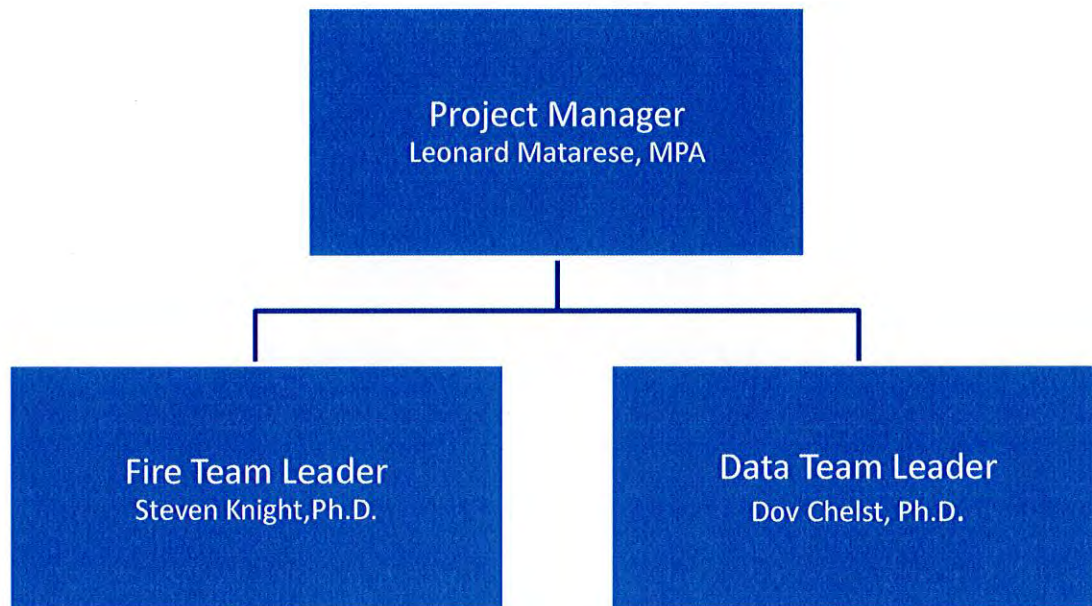 Project Manager
Leonard Matarese, MPA
Fire Team Leader
Steven Knight,Ph.D.
Data Team Leader
Dov Chelst, Ph.D.